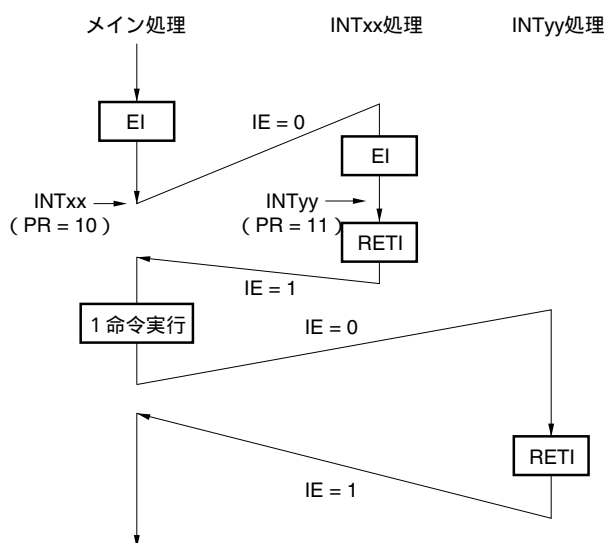 メイン処理
INTxx処理
INTyy処理
EI
IE = 0
EI
INTxx
(PR = 10)
INTyy
(PR = 11)
RETI
IE = 1
1 命令実行
IE = 0
RETI
IE = 1